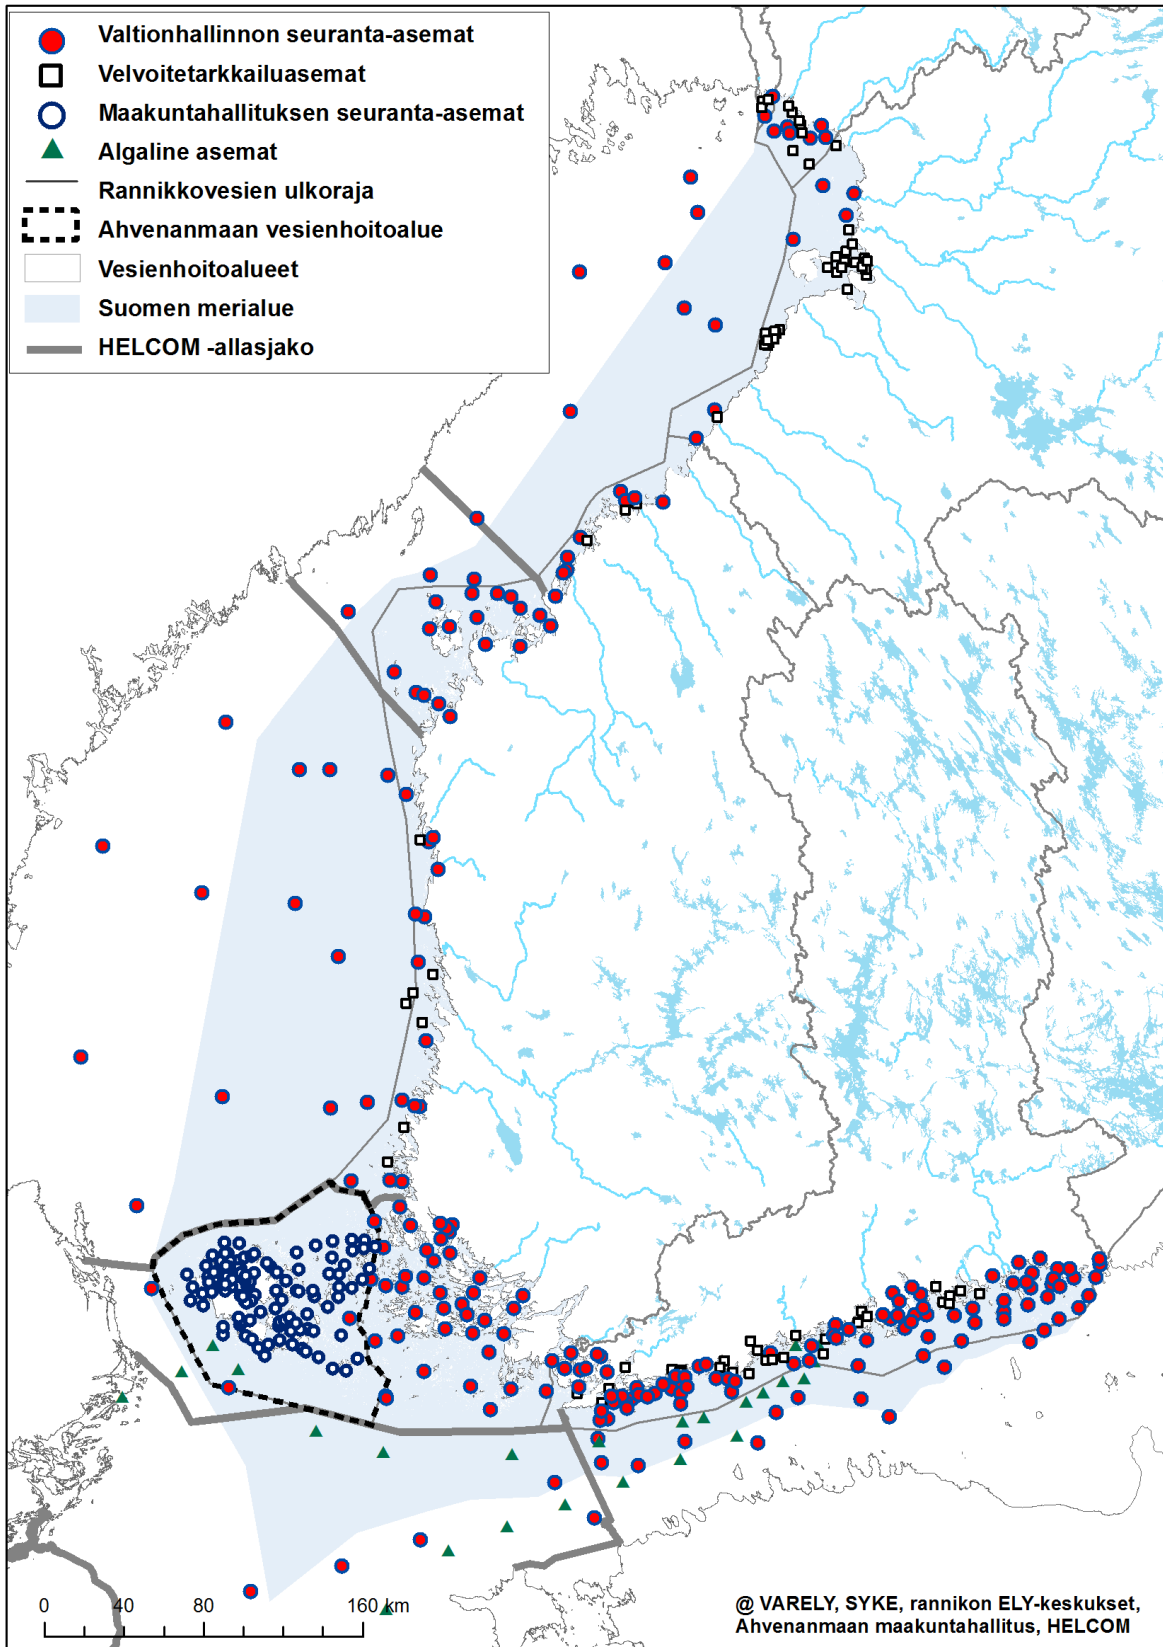 Valtionhallinnon seuranta-asemat
Velvoitetarkkailuasemat
Maakuntahallituksen seuranta-asemat
Algaline asemat
Rannikkovesien ulkoraja
Ahvenanmaan vesienhoitoalue
Vesienhoitoalueet
Suomen merialue
HELCOM -allasjako
0 40 80 160 km
@ VARELY, SYKE, rannikon ELY-keskukset,
Ahvenanmaan maakuntahallitus, HELCOM